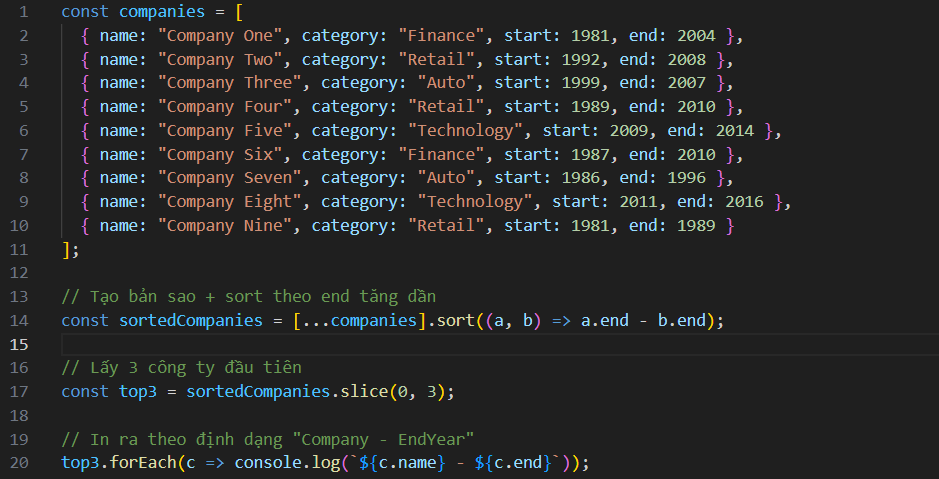 1 const companies = [
2 { name: "Company One", category: "Finance", start: 1981, end: 2004 },
3 { name: "Company Two", category: "Retail", start: 1992, end: 2008 },
4 { name: "Company Three", category: "Auto", start: 1999, end: 2007 },
5 { name: "Company Four", category: "Retail", start: 1989, end: 2010 },
6 { name: "Company Five", category: "Technology", start: 2009, end: 2014 },
7 { name: "Company Six", category: "Finance", start: 1987, end: 2010 },
8 { name: "Company Seven", category: "Auto", start: 1986, end: 1996 },
9 { name: "Company Eight", category: "Technology", start: 2011, end: 2016 },
10 { name: "Company Nine", category: "Retail", start: 1981, end: 1989 }
11 ];
12
13 // Tạo bản sao + sort theo end tăng dần
14 const sortedCompanies = [...companies].sort((a, b) => a.end - b.end);
15
16 // Lấy 3 công ty đầu tiên
17 const top3 = sortedCompanies.slice(0, 3);
18
19 // In ra theo định dạng "Company - EndYear"
20 top3.forEach(c => console.log(`${c.name} - ${c.end}`));